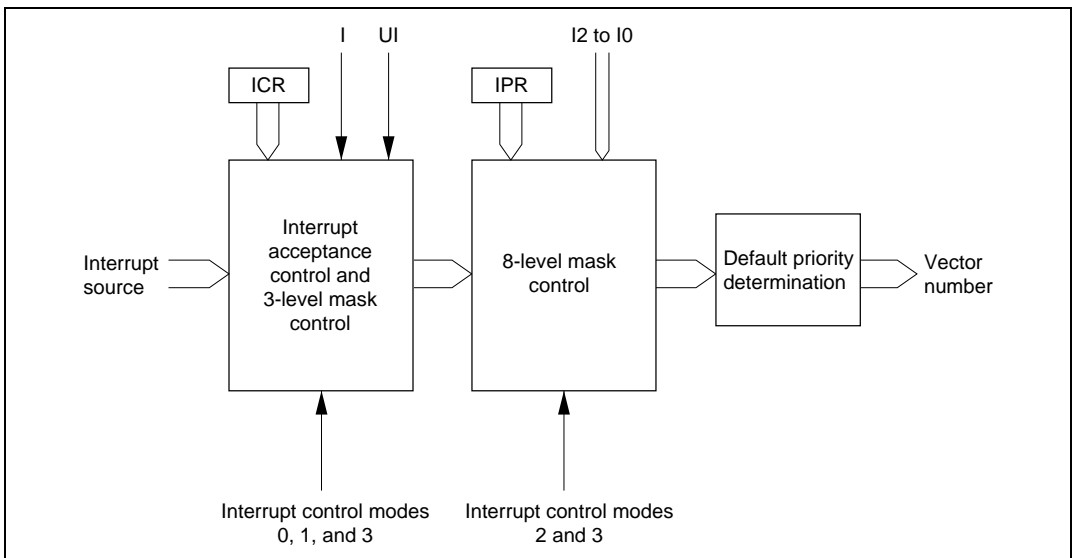 I UI I2 to I0
ICR IPR
Interrupt
acceptance
control and
3-level mask
control
8-level mask
control
Default priority
determination
Interrupt
source
Vector
number
Interrupt control modes
0, 1, and 3
Interrupt control modes
2 and 3